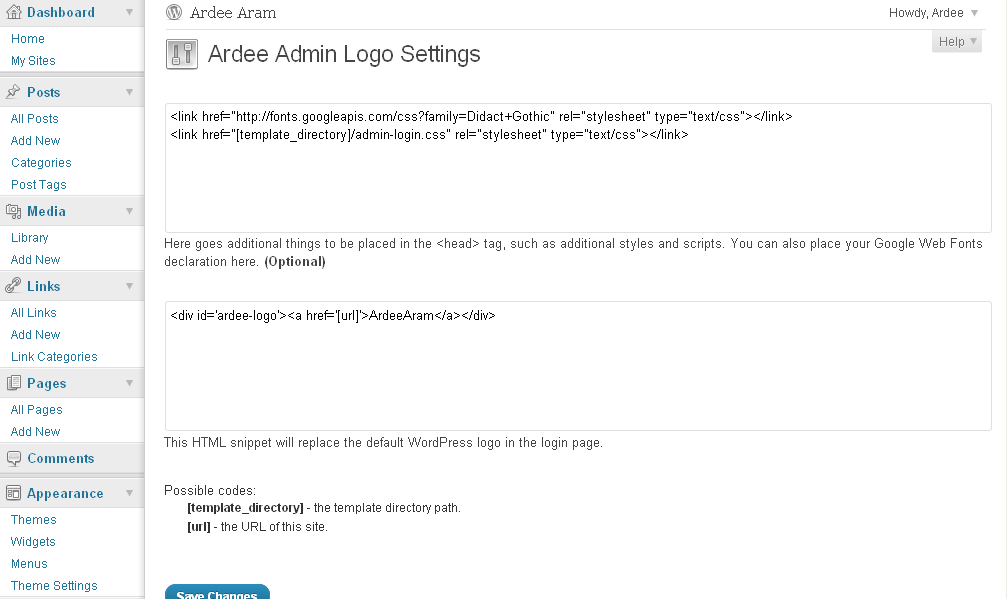 Dashboard
Home
My Sites
Posts
All Posts
Add New
Categories
Post Tags
Media
Library
Add New
Links
All Links
Add New
Link Categories
Pages
All Pages
Add New
Comments
Appearance
Themes
Widgets
Menus
Theme Settings
Ardee Aram
Howdy, Ardee
Help
Ardee Admin Logo Settings
<link href="http://fonts.googleapis.com/css?family=Didact+Gothic" rel="stylesheet" type="text/css"></link>
<link href="[template_directory]/admin-login.css" rel="stylesheet" type="text/css"></link>
Here goes additional things to be placed in the <head> tag, such as additional styles and scripts. You can also place your Google Web Fonts
declaration here. (Optional)
<div id='ardee-logo'><a href='[url]'>ArdeeAram</a></div>
This HTML snippet will replace the default WordPress logo in the login page.
Possible codes:
[template_directory] - the template directory path.
[url] - the URL of this site.
Save Changes